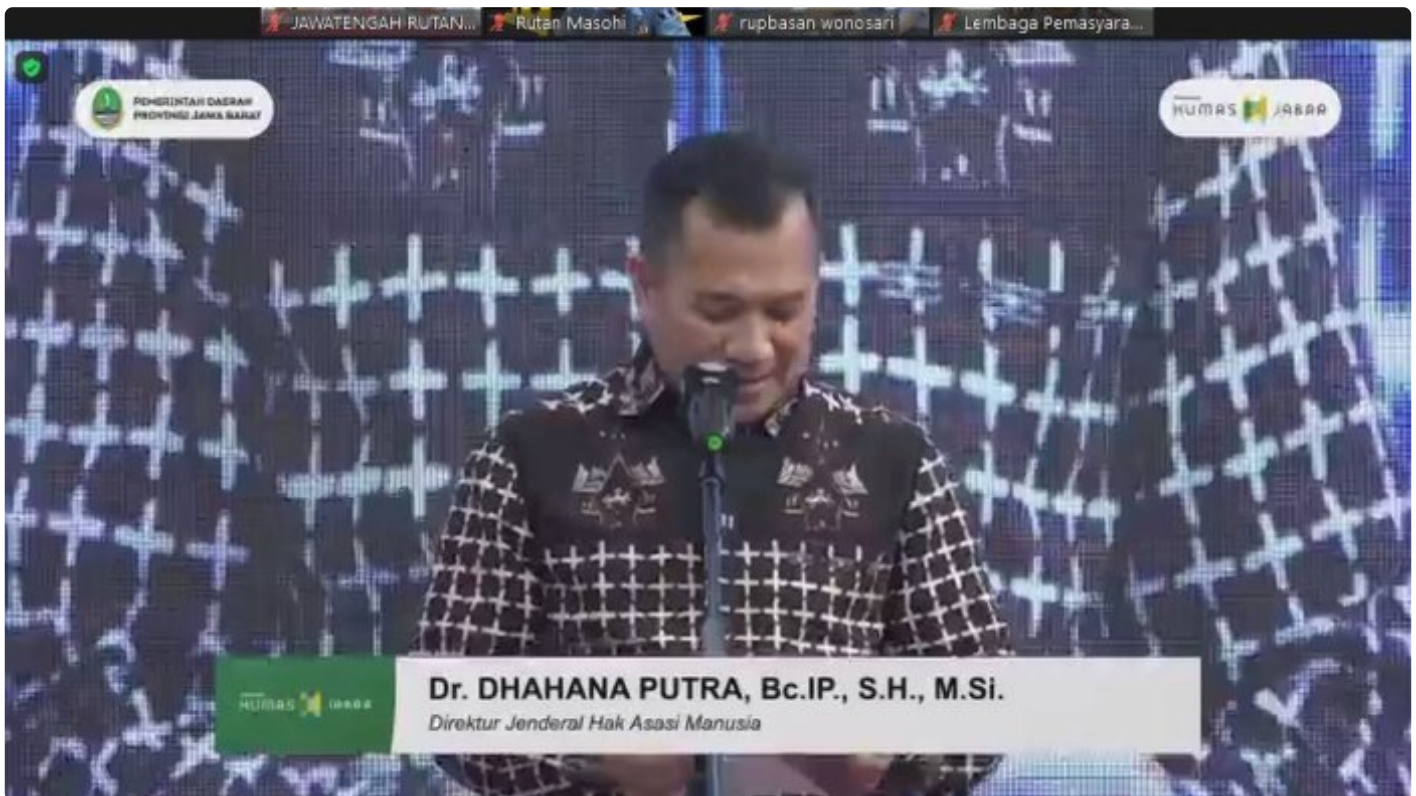 JAWATENGAH RUTAN...
Rutan Masohi
rupbasan wonosari
Lembaga Pemasyara...
PEMERINTAH DAERAH
PROVINSI JAWA BARAT
HUMAS JABAR
Dr. DHAHANA PUTRA, Bc.IP., S.H., M.Si.
Direktur Jenderal Hak Asasi Manusia
HUMAS JABAR